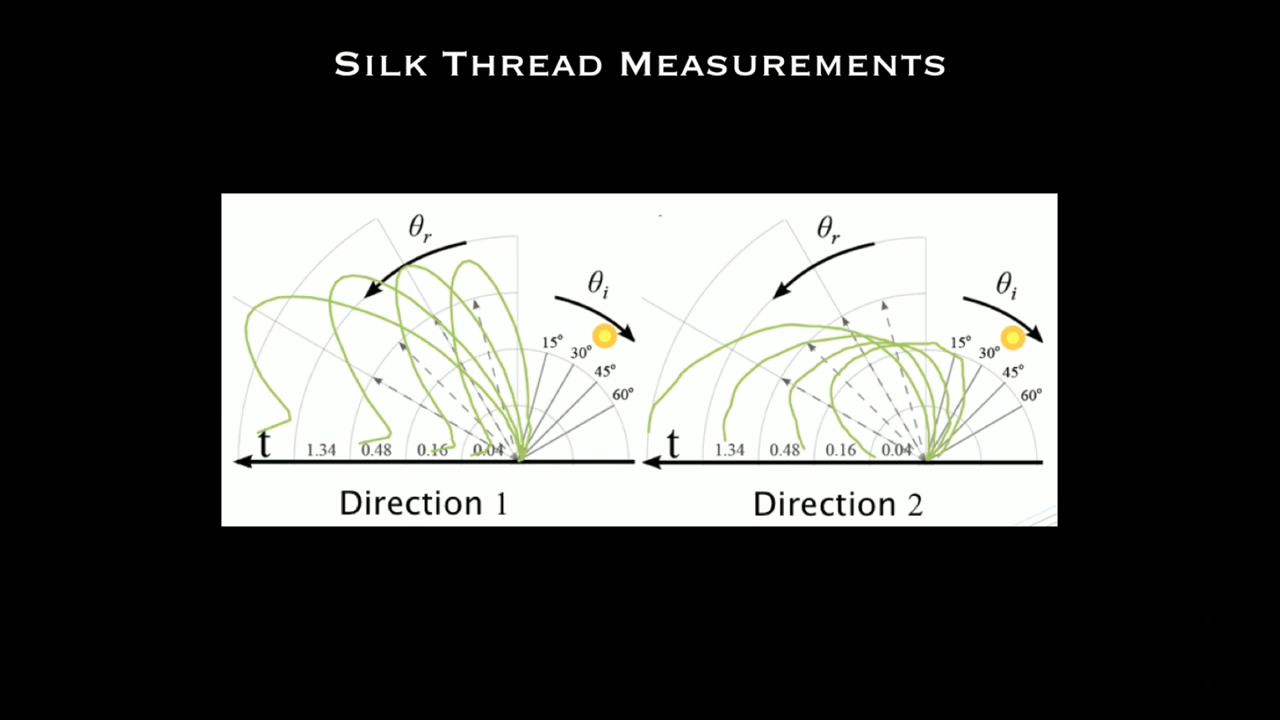 SILK THREAD MEASUREMENTS
θr
θi
15°
30°
45°
60°
t
1.34
0.48
0.16
0.04
Direction 1
θr
θi
15°
30°
45°
60°
t
1.34
0.48
0.16
0.04
Direction 2